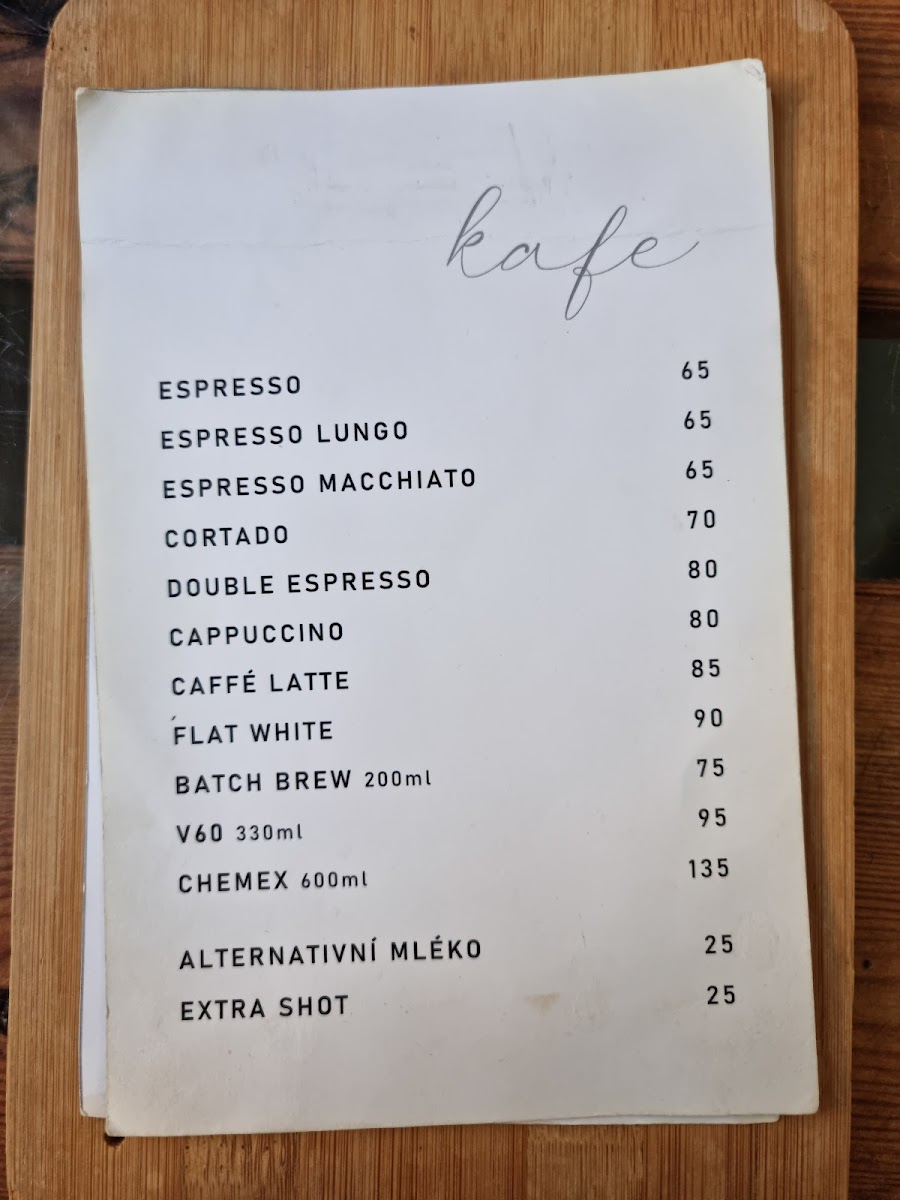 kafe
ESPRESSO 65
ESPRESSO LUNGO 65
ESPRESSO MACCHIATO 65
CORTADO 70
DOUBLE ESPRESSO 80
CAPPUCCINO 80
CAFFÉ LATTE 85
FLAT WHITE 90
BATCH BREW 200ml 75
V60 330ml 95
CHEMEX 600ml 135
ALTERNATIVNÍ MLÉKO 25
EXTRA SHOT 25